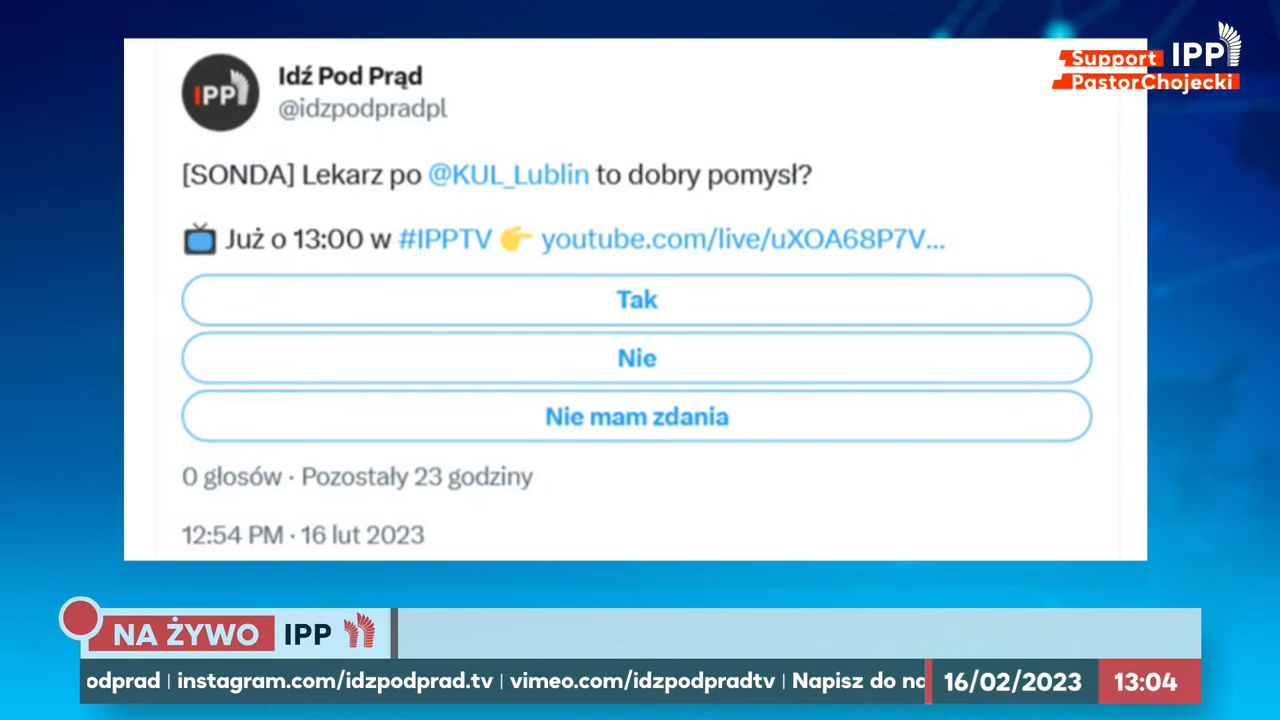 Support IPP
PastorChojecki
IPP
Idź Pod Prąd
@idzpodpradpl
[SONDA] Lekarz po @KUL_Lublin to dobry pomysł?
Już o 13:00 w #IPPTV 👉 youtube.com/live/uXOA68P7V...
Tak
Nie
Nie mam zdania
0 głosów · Pozostały 23 godziny
12:54 PM · 16 lut 2023
NA ŻYWO IPP
odprad | instagram.com/idzpodprad.tv | vimeo.com/idzpodpradtv | Napisz do na
16/02/2023 13:04